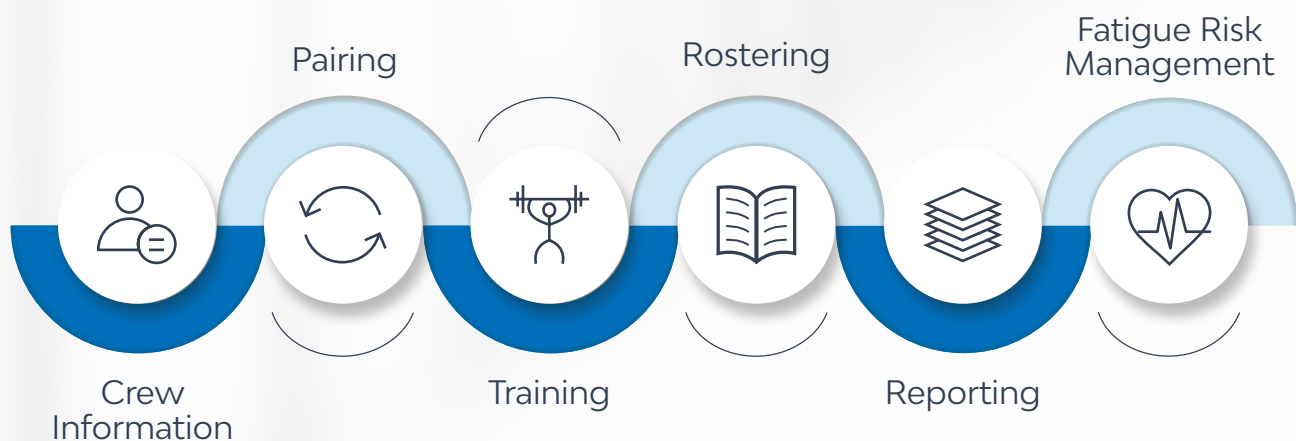 Crew
Information
Pairing
Training
Rostering
Reporting
Fatigue Risk
Management